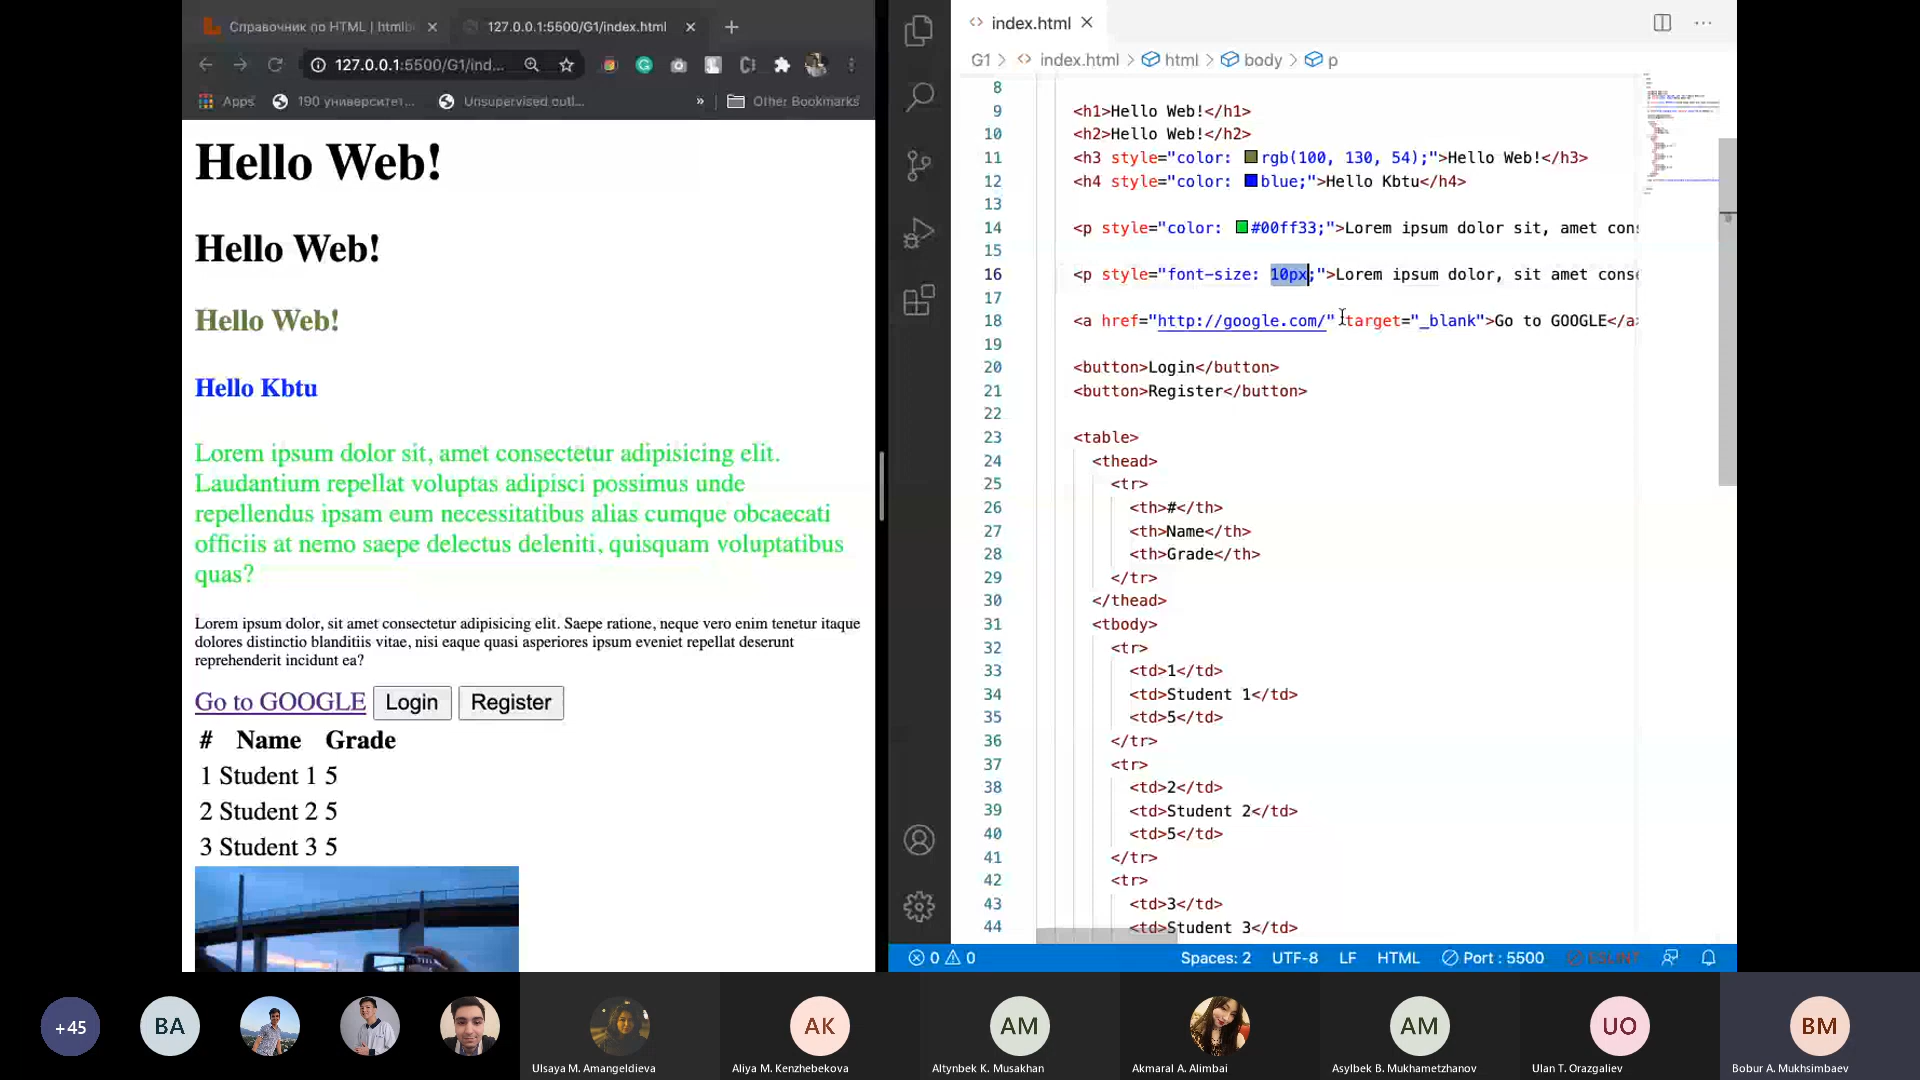 Справочник по HTML | htmlb
127.0.0.1:5500/G1/index.html
127.0.0.1:5500/G1/ind...
Apps
190 университет...
Unsupervised outl...
»
Other Bookmarks
Hello Web!
Hello Web!
Hello Web!
Hello Kbtu
Lorem ipsum dolor sit, amet consectetur adipisicing elit.
Laudantium repellat voluptas adipisci possimus unde
repellendus ipsam eum necessitatibus alias cumque obcaecati
officiis at nemo saepe delectus deleniti, quisquam voluptatibus
quas?
Lorem ipsum dolor, sit amet consectetur adipisicing elit. Saepe ratione, neque vero enim tenetur itaque
dolores distinctio blanditiis vitae, nisi eaque quasi asperiores ipsum eveniet repellat deserunt
reprehenderit incidunt ea?
Go to GOOGLE Login Register
# Name Grade
1 Student 1 5
2 Student 2 5
3 Student 3 5
index.html
G1 > index.html > html > body > p
8
9 <h1>Hello Web!</h1>
10 <h2>Hello Web!</h2>
11 <h3 style="color: rgb(100, 130, 54);">Hello Web!</h3>
12 <h4 style="color: blue;">Hello Kbtu</h4>
13
14 <p style="color: #00ff33;">Lorem ipsum dolor sit, amet cons
15
16 <p style="font-size: 10px;">Lorem ipsum dolor, sit amet conse
17
18 <a href="http://google.com/" target="_blank">Go to GOOGLE</a>
19
20 <button>Login</button>
21 <button>Register</button>
22
23 <table>
24 <thead>
25 <tr>
26 <th>#</th>
27 <th>Name</th>
28 <th>Grade</th>
29 </tr>
30 </thead>
31 <tbody>
32 <tr>
33 <td>1</td>
34 <td>Student 1</td>
35 <td>5</td>
36 </tr>
37 <tr>
38 <td>2</td>
39 <td>Student 2</td>
40 <td>5</td>
41 </tr>
42 <tr>
43 <td>3</td>
44 <td>Student 3</td>
0 0 Spaces: 2 UTF-8 LF HTML Port : 5500 ESLINT
+45 BA AK AM AM UO BM
Ulsaya M. Amangeldieva
Aliya M. Kenzhebekova
Altynbek K. Musakhan
Akmaral A. Alimbai
Asylbek B. Mukhametzhanov
Ulan T. Orazgaliev
Bobur A. Mukhsimbaev